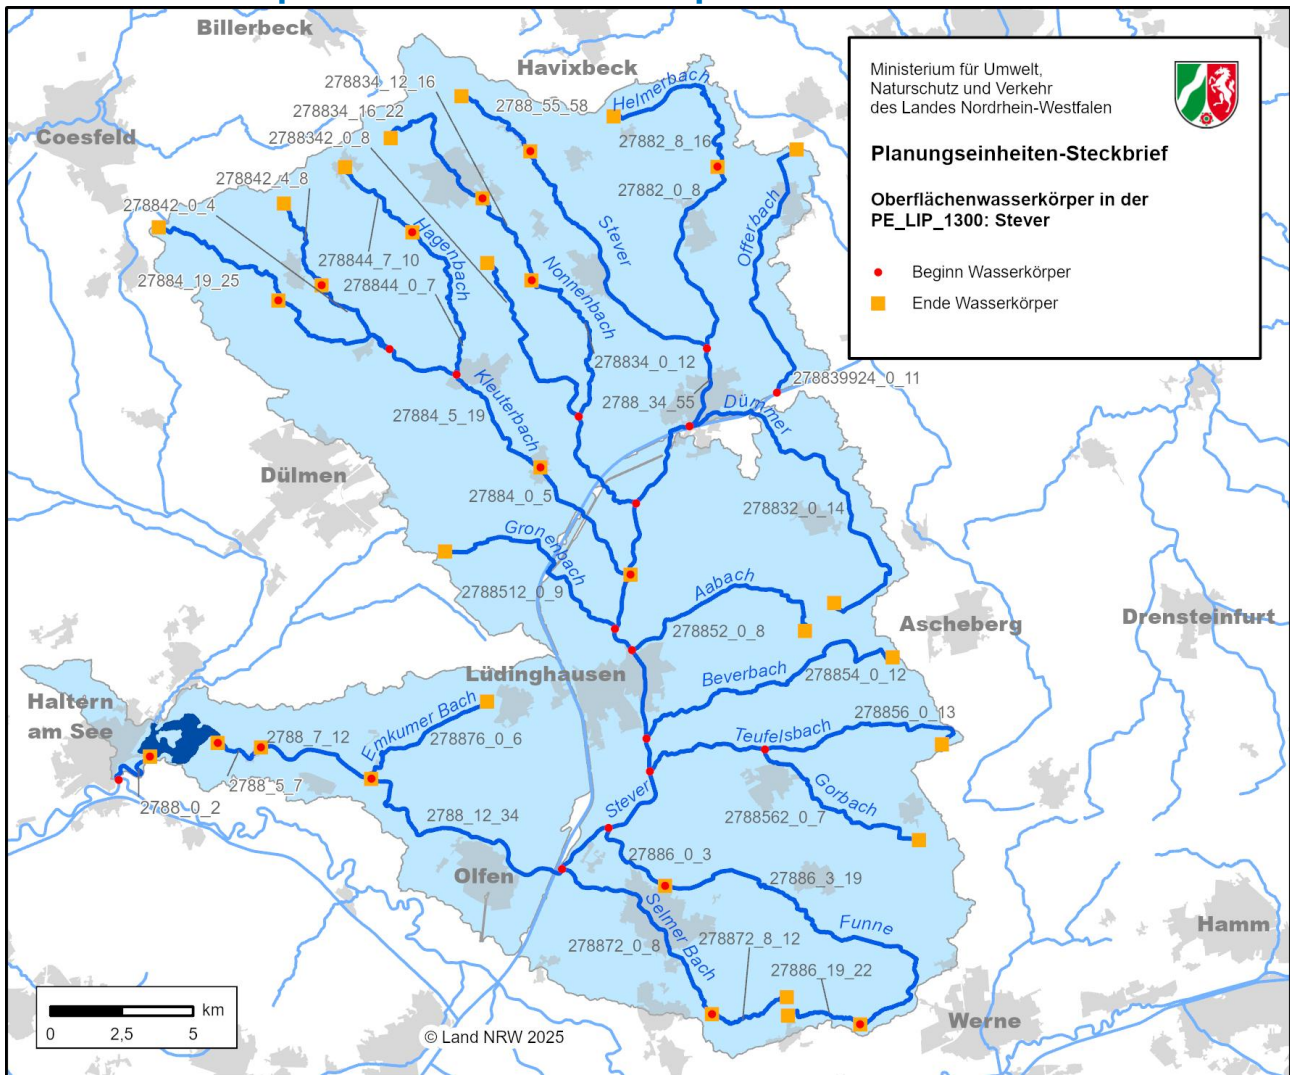 Billerbeck
Havixbeck
Coesfeld
278834_12_16
278834_16_22
2788342_0_8
2788_55_58
Helmerbach
27882_8_16
27882_0_8
Offerbach
278842_4_8
278842_0_4
27884_19_25
278844_7_10
278844_0_7
Hagenbach
Nonnenbach
Stever
278834_0_12
2788_34_55
278839924_0_11
Dümmer
Kleuterbach
27884_5_19
27884_0_5
Dülmen
278832_0_14
Gronenbach
2788512_0_9
Aabach
278852_0_8
Ascheberg
Drensteinfurt
Lüdinghausen
Beverbach
278854_0_12
Haltern
am See
Emkumer Bach
278876_0_6
2788_7_12
2788_5_7
2788_0_2
2788_12_34
Teufelsbach
278856_0_13
Gorbach
2788562_0_7
Stever
Olfen
27886_0_3
27886_3_19
Funne
Selmer Bach
278872_0_8
278872_8_12
27886_19_22
Hamm
Werne
Ministerium für Umwelt,
Naturschutz und Verkehr
des Landes Nordrhein-Westfalen
Planungseinheiten-Steckbrief
Oberflächenwasserkörper in der
PE_LIP_1300: Stever
Beginn Wasserkörper
Ende Wasserkörper
km
0 2,5 5
© Land NRW 2025